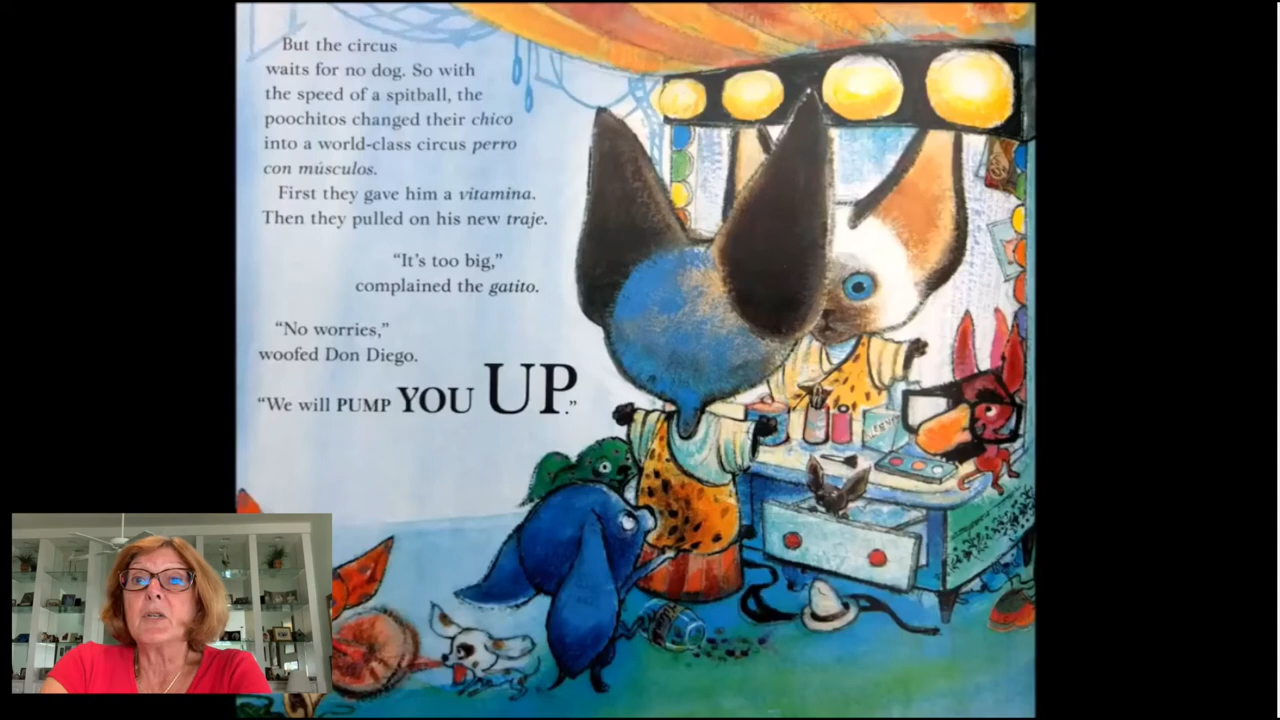 But the circus
waits for no dog. So with
the speed of a spitball, the
poochitos changed their chico
into a world-class circus perro
con músculos.
First they gave him a vitamina.
Then they pulled on his new traje.
“It’s too big,”
complained the gatito.
“No worries,”
woofed Don Diego.
“We will PUMP YOU UP.”